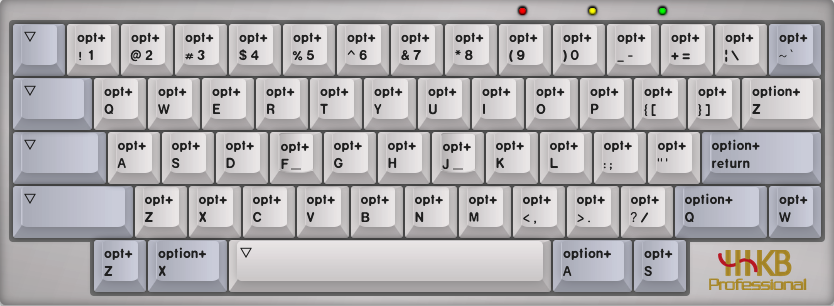 ▽ opt+ opt+ opt+ opt+ opt+ opt+ opt+ opt+ opt+ opt+ opt+ opt+ opt+ opt+
! 1 @ 2 # 3 $ 4 % 5 ^ 6 & 7 * 8 ( 9 ) 0 _ - + = ¦ \ ~ `
▽ opt+ opt+ opt+ opt+ opt+ opt+ opt+ opt+ opt+ opt+ opt+ opt+ option+
Q W E R T Y U I O P { [ } ] Z
▽ opt+ opt+ opt+ opt+ opt+ opt+ opt+ opt+ opt+ opt+ opt+ option+
A S D F_ G H J_ K L : ; " ' return
▽ opt+ opt+ opt+ opt+ opt+ opt+ opt+ opt+ opt+ opt+ option+ opt+
Z X C V B N M < , > . ? / Q W
opt+ option+ ▽ option+ opt+
Z X A S
HHKB
Professional